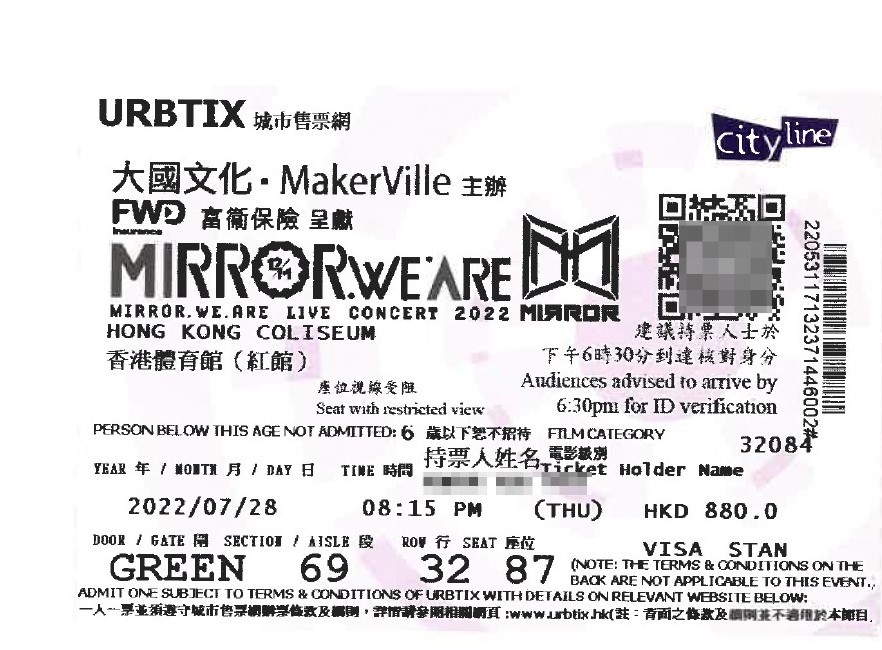 URBTIX 城市售票網
city line
大國文化·MakerVille 主辦
FWD 富衛保險 呈獻
Insurance
MIRROR.WE.ARE
12/11
MIRROR.WE.ARE LIVE CONCERT 2022 MIRROR
HONG KONG COLISEUM
香港體育館(紅館)
建議持票人士於
下午6時30分到達核對身分
Audiences advised to arrive by
6:30pm for ID verification
座位視線受阻
Seat with restricted view
22053117132371446002#
PERSON BELOW THIS AGE NOT ADMITTED: 6 歲以下恕不招待 FILM CATEGORY
電影級別
32084
YEAR 年 / MONTH 月 / DAY 日 TIME 時間 持票人姓名 Ticket Holder Name
2022/07/28 08:15 PM (THU) HKD 880.0
DOOR / GATE 閘 SECTION / AISLE 段 ROW 行 SEAT 座位
VISA STAN
GREEN 69 32 87
(NOTE: THE TERMS & CONDITIONS ON THE
BACK ARE NOT APPLICABLE TO THIS EVENT.,
ADMIT ONE SUBJECT TO TERMS & CONDITIONS OF URBTIX WITH DETAILS ON RELEVANT WEBSITE BELOW:
一人一票並須遵守城市售票網購票條款及細則,詳情請參閱相關網頁:www.urbtix.hk(註:背面之條款及細則並不適用於本節目.